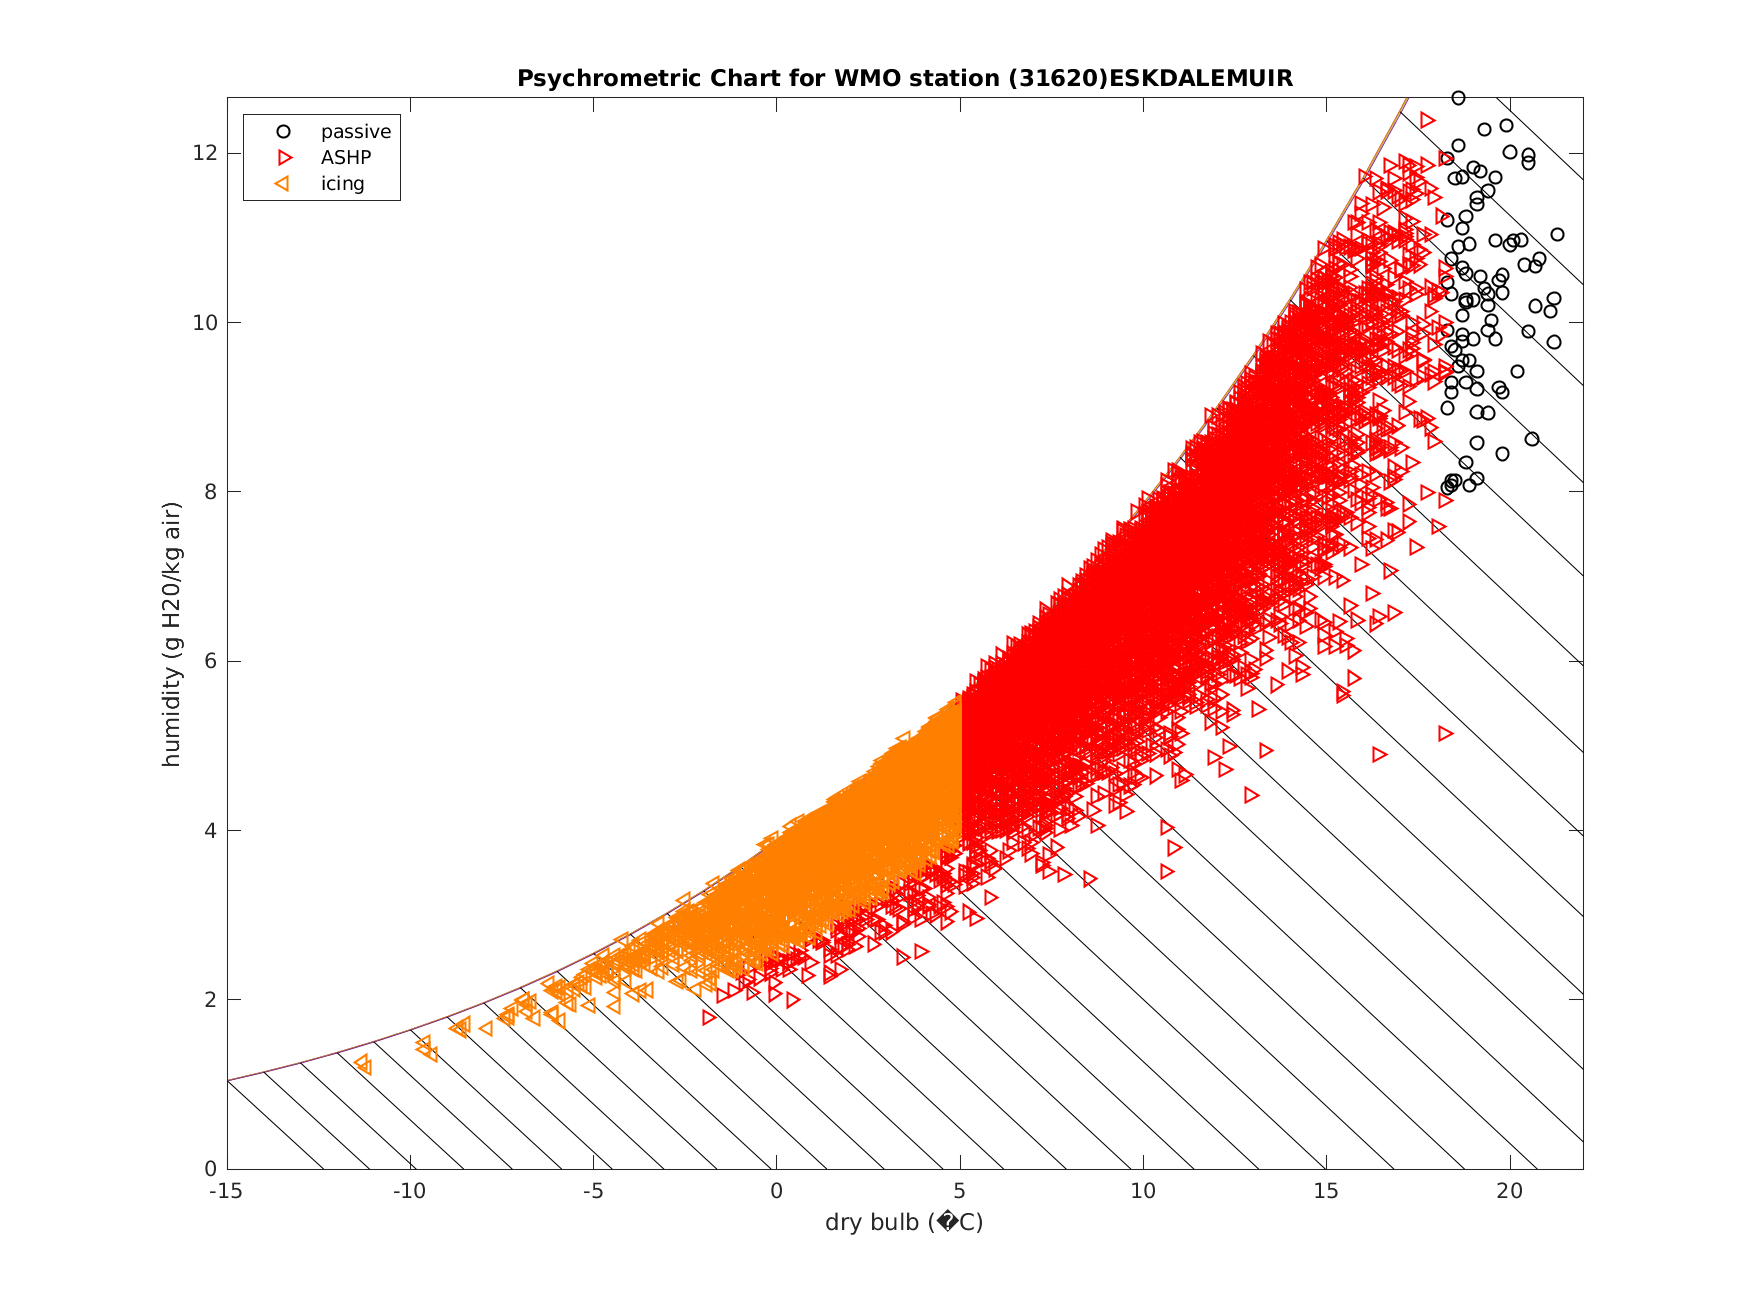 Psychrometric Chart for WMO station (31620)ESKDALEMUIR
passive
ASHP
icing
12
10
8
6
4
2
0
humidity (g H20/kg air)
-15 -10 -5 0 5 10 15 20
dry bulb (�C)